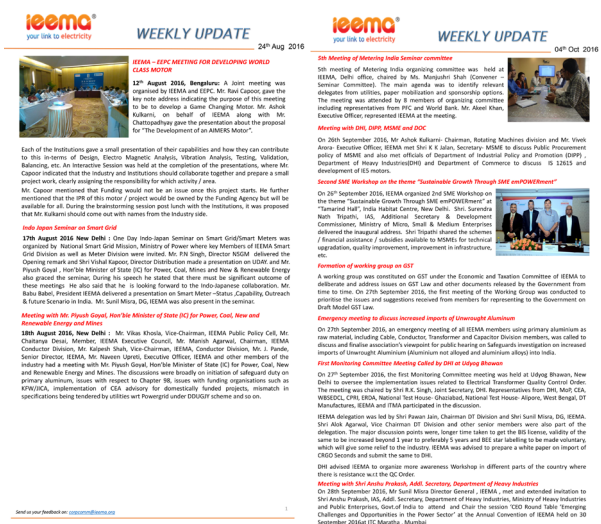 ieema®
your link to electricity
WEEKLY UPDATE
24th Aug 2016
IEEMA – EEPC MEETING FOR DEVELOPING WORLD
CLASS MOTOR
12th August 2016, Bengaluru: A Joint meeting was
organised by IEEMA and EEPC. Mr. Ravi Capoor, gave the
key note address indicating the purpose of this meeting
to be to develop a Game Changing Motor. Mr. Ashok
Kulkarni, on behalf of IEEMA along with Mr.
Chattopadhyay gave the presentation about the proposal
for "The Development of an AIMERS Motor".
Each of the Institutions gave a small presentation of their capabilities and how they can contribute
to this in-terms of Design, Electro Magnetic Analysis, Vibration Analysis, Testing, Validation,
Balancing, etc. An Interactive Session was held at the completion of the presentations, where Mr.
Capoor indicated that the Industry and Institutions should collaborate together and prepare a small
project work, clearly assigning the responsibility for which activity / area.
Mr. Capoor mentioned that Funding would not be an issue once this project starts. He further
mentioned that the IPR of this motor / project would be owned by the Funding Agency but will be
available for all. During the brainstorming session post lunch with the Institutions, it was proposed
that Mr. Kulkarni should come out with names from the Industry side.
Indo Japan Seminar on Smart Grid
17th August 2016 New Delhi : One Day Indo-Japan Seminar on Smart Grid/Smart Meters was
organized by National Smart Grid Mission, Ministry of Power where key Members of IEEMA Smart
Grid Division as well as Meter Division were invited. Mr. P.N Singh, Director NSGM delivered the
Opening remark and Shri Vishal Kapoor, Director Distribution made a presentation on UDAY and Mr.
Piyush Goyal , Hon'ble Minister of State (IC) for Power, Coal, Mines and New & Renewable Energy
also graced the seminar, During his speech he stated that there must be significant outcome of
these meetings He also said that he is looking forward to the Indo-Japanese collaboration. Mr.
Babu Babel, President IEEMA delivered a presentation on Smart Meter –Status ,Capability, Outreach
& future Scenario in India. Mr. Sunil Misra, DG, IEEMA was also present in the seminar.
Meeting with Mr. Piyush Goyal, Hon'ble Minister of State (IC) for Power, Coal, New and
Renewable Energy and Mines
18th August 2016, New Delhi : Mr. Vikas Khosla, Vice-Chairman, IEEMA Public Policy Cell, Mr.
Chaitanya Desai, Member, IEEMA Executive Council, Mr. Manish Agarwal, Chairman, IEEMA
Conductor Division, Mr. Kalpesh Shah, Vice-Chairman, IEEMA, Conductor Division, Mr. J. Pande,
Senior Director, IEEMA, Mr. Naveen Upreti, Executive Officer, IEEMA and other members of the
industry had a meeting with Mr. Piyush Goyal, Hon'ble Minister of State (IC) for Power, Coal, New
and Renewable Energy and Mines. The discussions were broadly on initiation of safeguard duty on
primary aluminum, issues with respect to Chapter 98, issues with funding organisations such as
KFW/JICA, implementation of CEA advisory for domestically funded projects, mismatch in
specifications being tendered by utilities wrt Powergrid under DDUGJY scheme and so on.
1
Send us your feedback on: corpcomm@ieema.org
ieema®
your link to electricity
WEEKLY UPDATE
04th Oct 2016
5th Meeting of Metering India Seminar committee
5th meeting of Metering India organizing committee was held at
IEEMA, Delhi office, chaired by Ms. Manjushri Shah (Convener –
Seminar Committee). The main agenda was to identify relevant
delegates from utilities, paper mobilization and sponsorship options.
The meeting was attended by 8 members of organizing committee
including representatives from PFC and World Bank. Mr. Akeel Khan,
Executive Officer, represented IEEMA at the meeting.
Meeting with DHI, DIPP, MSME and DOC
On 26th September 2016, Mr Ashok Kulkarni- Chairman, Rotating Machines division and Mr. Vivek
Arora- Executive Officer, IEEMA met Shri K K Jalan, Secretary- MSME to discuss Public Procurement
policy of MSME and also met officials of Department of Industrial Policy and Promotion (DIPP) ,
Department of Heavy Industries(DHI) and Department of Commerce to discuss IS 12615 and
development of IE5 motors.
Second SME Workshop on the theme "Sustainable Growth Through SME emPOWERment"
On 26th September 2016, IEEMA organized 2nd SME Workshop on
the theme "Sustainable Growth Through SME emPOWERment" at
"Tamarind Hall", India Habitat Centre, New Delhi. Shri. Surendra
Nath Tripathi, IAS, Additional Secretary & Development
Commissioner, Ministry of Micro, Small & Medium Enterprises
delivered the inaugural address. Shri Tripathi shared the schemes
/ financial assistance / subsidies available to MSMEs for technical
upgradation, quality improvement, improvement in infrastructure,
etc.
Formation of working group on GST
A working group was constituted on GST under the Economic and Taxation Committee of IEEMA to
deliberate and address issues on GST Law and other documents released by the Government from
time to time. On 27th September 2016, the first meeting of the Working Group was conducted to
prioritise the issues and suggestions received from members for representing to the Government on
Draft Model GST Law.
Emergency meeting to discuss increased imports of Unwrought Aluminum
On 27th September 2016, an emergency meeting of all IEEMA members using primary aluminium as
raw material, including Cable, Conductor, Transformer and Capacitor Division members, was called to
discuss and finalise association's viewpoint for public hearing on Safeguards investigation on increased
imports of Unwrought Aluminium (Aluminium not alloyed and aluminium alloys) into India.
First Monitoring Committee Meeting Called by DHI at Udyog Bhawan
On 27th September 2016, the first Monitoring Committee meeting was held at Udyog Bhawan, New
Delhi to oversee the implementation issues related to Electrical Transformer Quality Control Order.
The meeting was chaired by Shri R.K. Singh, Joint Secretary, DHI. Representatives from DHI, MoP, CEA,
WBSEDCL, CPRI, ERDA, National Test House- Ghaziabad, National Test House- Alipore, West Bengal, DT
Manufactures, IEEMA and ITMA participated in the discussion.
IEEMA delegation was led by Shri Pawan Jain, Chairman DT Division and Shri Sunil Misra, DG, IEEMA.
Shri Alok Agarwal, Vice Chairman DT Division and other senior members were also part of the
delegation. The major discussion points were, longer time taken to get the BIS license, validity of the
same to be increased beyond 1 year to preferably 5 years and BEE star labelling to be made voluntary,
which will give some relief to the industry. IEEMA was advised to prepare a white paper on import of
CRGO Seconds and submit the same to DHI.
DHI advised IEEMA to organize more awareness Workshop in different parts of the country where
there is resistance w.r.t the QC Order.
Meeting with Shri Anshu Prakash, Addl. Secretary, Department of Heavy Industries
On 28th September 2016, Mr Sunil Misra Director General , IEEMA , met and extended invitation to
Shri Anshu Prakash, IAS, Addl. Secretary, Department of Heavy Industries, Ministry of Heavy Industries
and Public Enterprises, Govt.of India to attend and Chair the session 'CEO Round Table 'Emerging
Challenges and Opportunities in the Power Sector' at the Annual Convention of IEEMA held on 30
September 2016at ITC Maratha , Mumbai